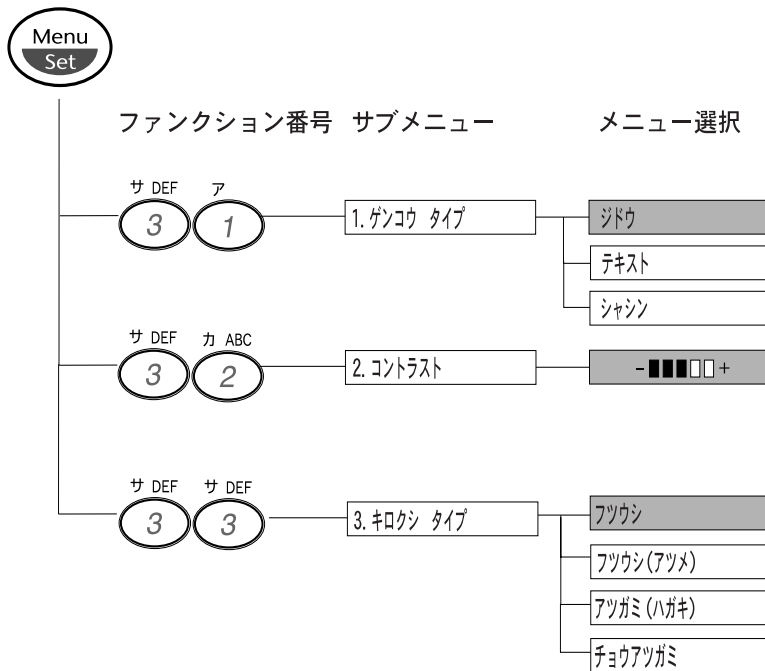 Menu
Set
ファンクション番号 サブメニュー メニュー選択
サ DEF ア
3 1 1.ゲンコウ タイプ ジドウ
テキスト
シャシン
サ DEF カ ABC
3 2 2.コントラスト -■■■□□+
サ DEF サ DEF
3 3 3.キロクシ タイプ フツウシ
フツウシ(アツメ)
アツガミ(ハガキ)
チョウアツガミ